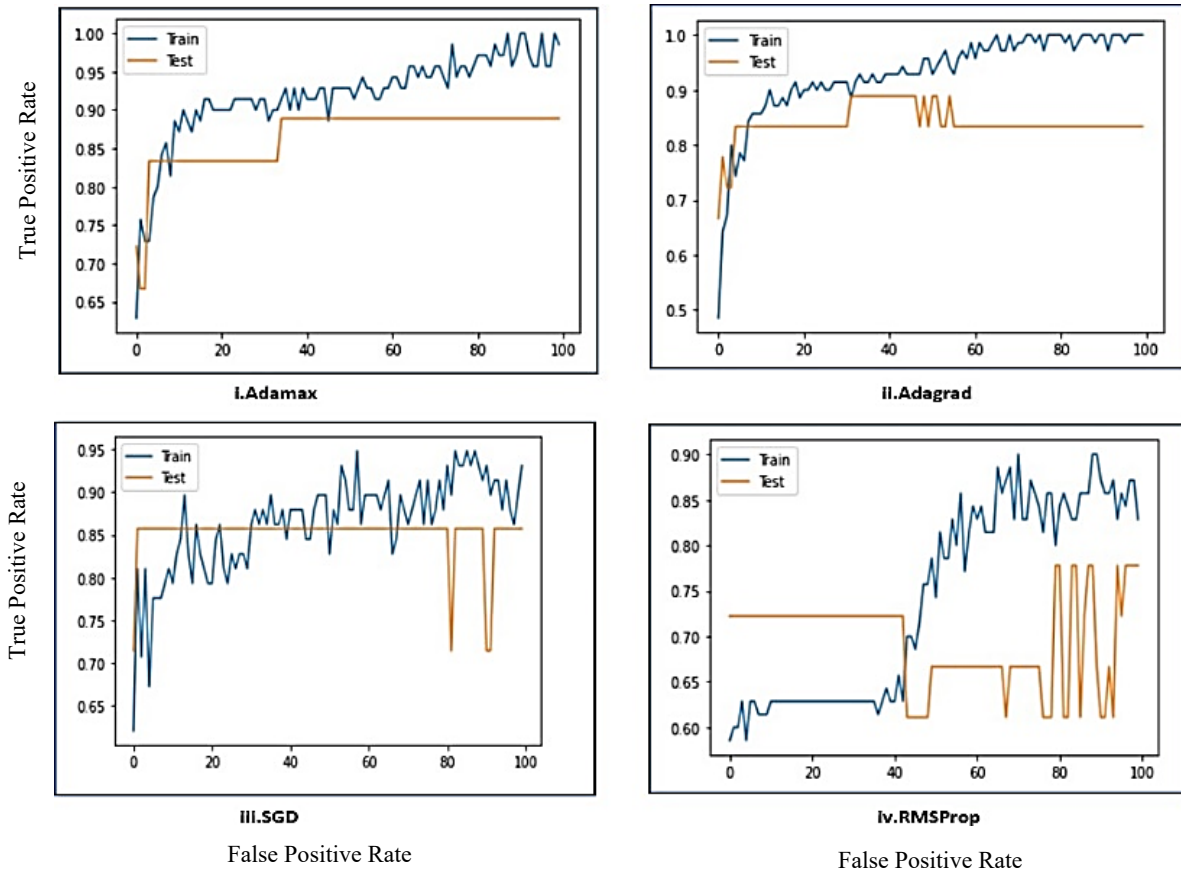 True Positive Rate
1.00
0.95
0.90
0.85
0.80
0.75
0.70
0.65
Train
Test
0 20 40 60 80 100
i.Adamax
1.0
0.9
0.8
0.7
0.6
0.5
Train
Test
0 20 40 60 80 100
ii.Adagrad
True Positive Rate
0.95
0.90
0.85
0.80
0.75
0.70
0.65
Train
Test
0 20 40 60 80 100
iii.SGD
False Positive Rate
0.90
0.85
0.80
0.75
0.70
0.65
0.60
Train
Test
0 20 40 60 80 100
iv.RMSProp
False Positive Rate